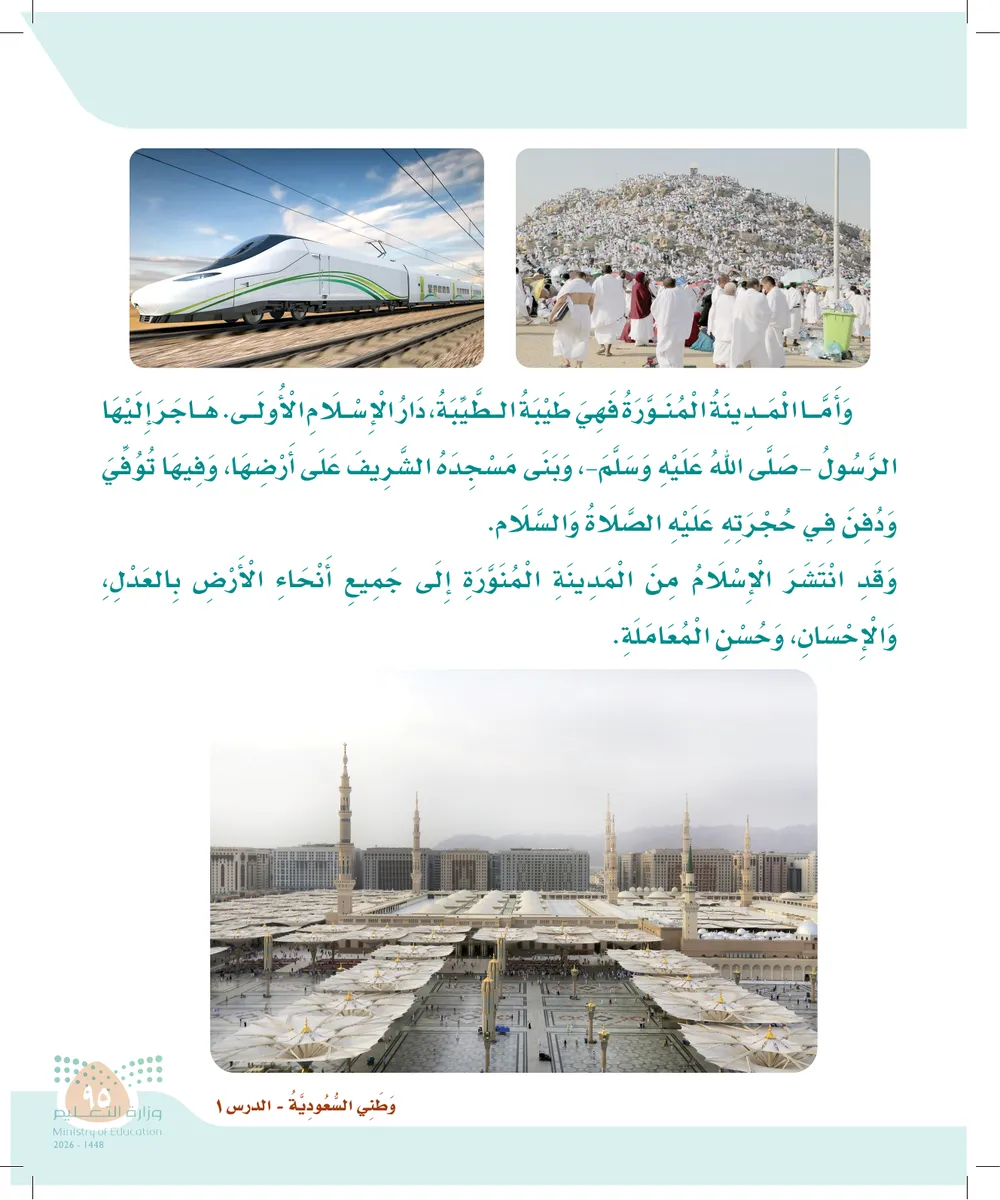 وَأَمَّا الْمَدِينَةُ الْمُنَوَّرَةُ فَهِيَ طَيْبَةُ الطَّيِّبَةُ، دَارُ الْإِسْلَامِ الْأُولَى. هَاجَرَ إِلَيْهَا
الرَّسُولُ -صَلَّى اللهُ عَلَيْهِ وَسَلَّمَ-، وَبَنَى مَسْجِدَهُ الشَّرِيفَ عَلَى أَرْضِهَا، وَفِيهَا تُوُفِّيَ
وَدُفِنَ فِي حُجْرَتِهِ عَلَيْهِ الصَّلَاةُ وَالسَّلَام.
وَقَدِ انْتَشَرَ الْإِسْلَامُ مِنَ الْمَدِينَةِ الْمُنَوَّرَةِ إِلَى جَمِيعِ أَنْحَاءِ الْأَرْضِ بِالعَدْلِ،
وَالْإِحْسَانِ، وَحُسْنِ الْمُعَامَلَةِ.
وَطَنِي السُّعُودِيَّةُ - الدرس ١
٩٥
وزارة التعليم
Ministry of Education
2026 - 1448